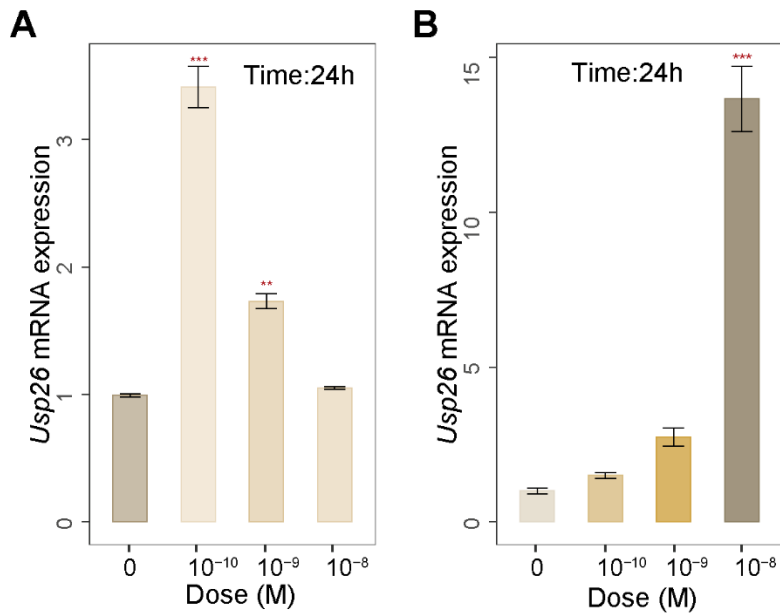 A
Time:24h
***
**
3
2
1
0
Usp26 mRNA expression
0 10⁻¹⁰ 10⁻⁹ 10⁻⁸
Dose (M)
B
Time:24h
***
15
10
5
0
Usp26 mRNA expression
0 10⁻¹⁰ 10⁻⁹ 10⁻⁸
Dose (M)